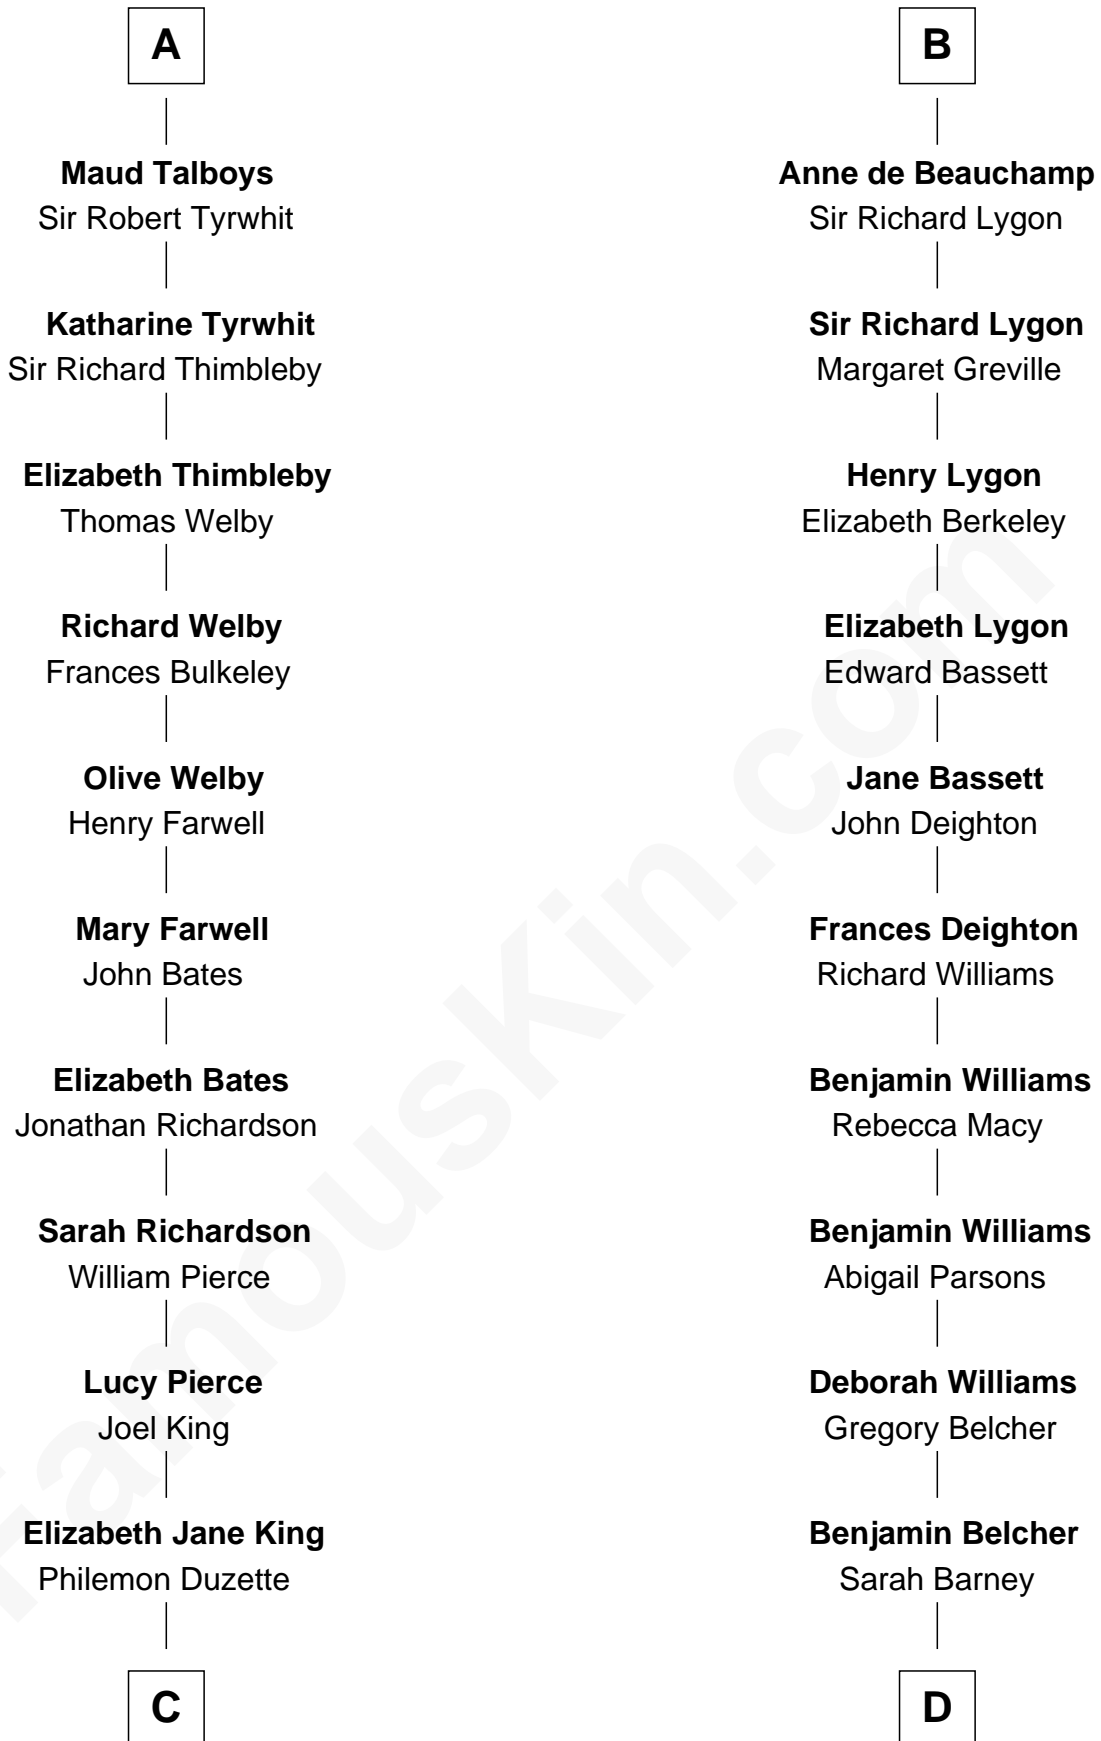 A
Maud Talboys
Sir Robert Tyrwhit
Katharine Tyrwhit
Sir Richard Thimbleby
Elizabeth Thimbleby
Thomas Welby
Richard Welby
Frances Bulkeley
Olive Welby
Henry Farwell
Mary Farwell
John Bates
Elizabeth Bates
Jonathan Richardson
Sarah Richardson
William Pierce
Lucy Pierce
Joel King
Elizabeth Jane King
Philemon Duzette
C
B
Anne de Beauchamp
Sir Richard Lygon
Sir Richard Lygon
Margaret Greville
Henry Lygon
Elizabeth Berkeley
Elizabeth Lygon
Edward Bassett
Jane Bassett
John Deighton
Frances Deighton
Richard Williams
Benjamin Williams
Rebecca Macy
Benjamin Williams
Abigail Parsons
Deborah Williams
Gregory Belcher
Benjamin Belcher
Sarah Barney
D
FamousKin.com